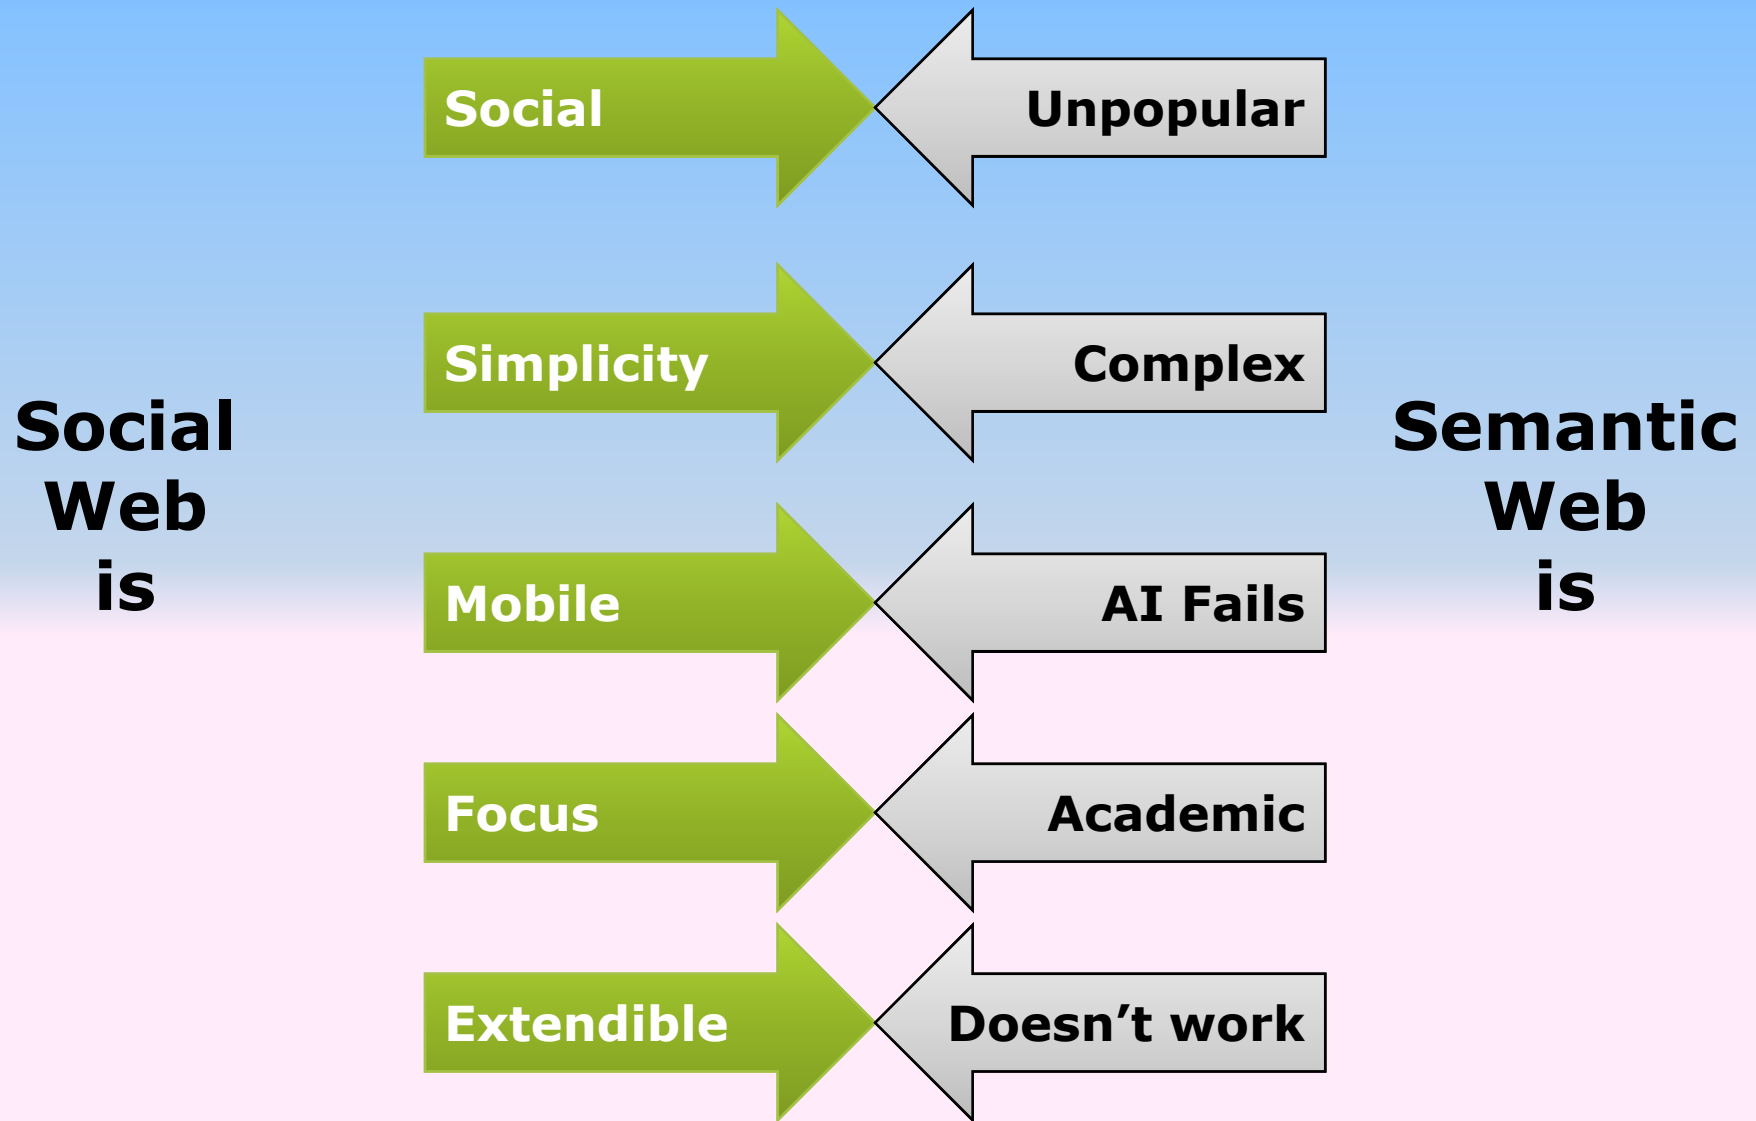 Social
Web
is
Social
Unpopular
Simplicity
Complex
Mobile
AI Fails
Focus
Academic
Extendible
Doesn’t work
Semantic
Web
is